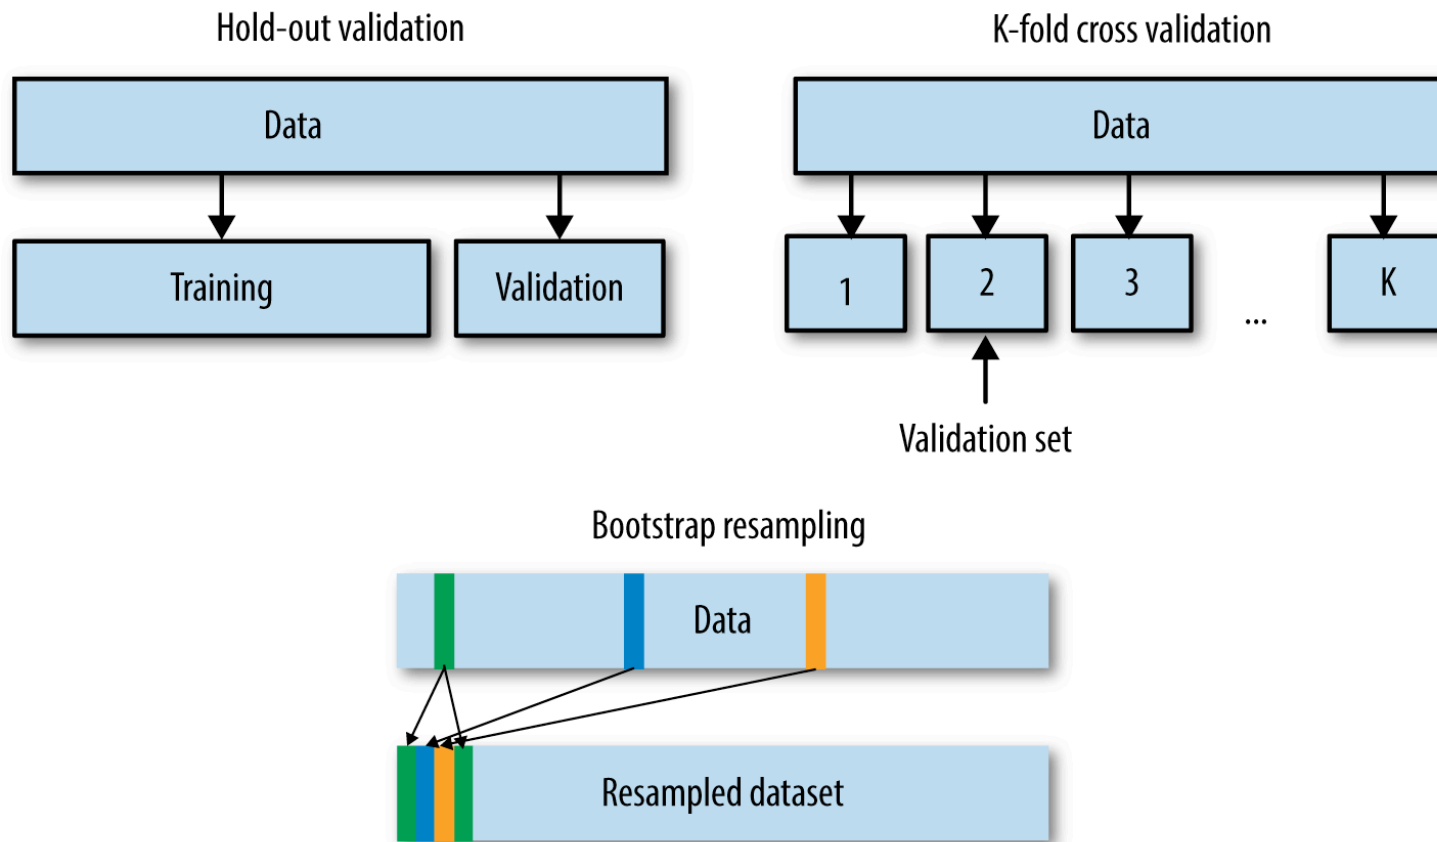 Hold-out validation
Data
Training
Validation
K-fold cross validation
Data
1
2
3
...
K
Validation set
Bootstrap resampling
Data
Resampled dataset